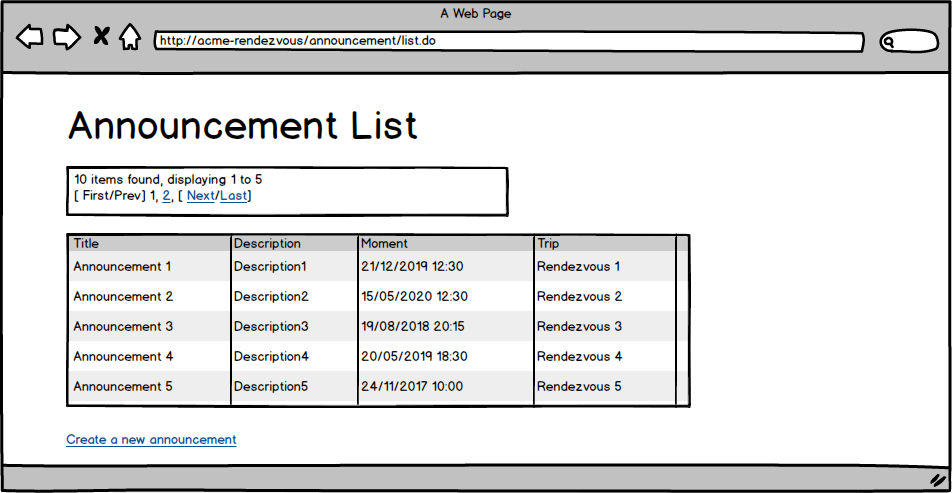 A Web Page
http://acme-rendezvous/announcement/list.do
Announcement List
10 items found, displaying 1 to 5
[ First/Prev] 1, 2, [ Next/Last]
Title Description Moment Trip
Announcement 1 Description1 21/12/2019 12:30 Rendezvous 1
Announcement 2 Description2 15/05/2020 12:30 Rendezvous 2
Announcement 3 Description3 19/08/2018 20:15 Rendezvous 3
Announcement 4 Description4 20/05/2019 18:30 Rendezvous 4
Announcement 5 Description5 24/11/2017 10:00 Rendezvous 5
Create a new announcement